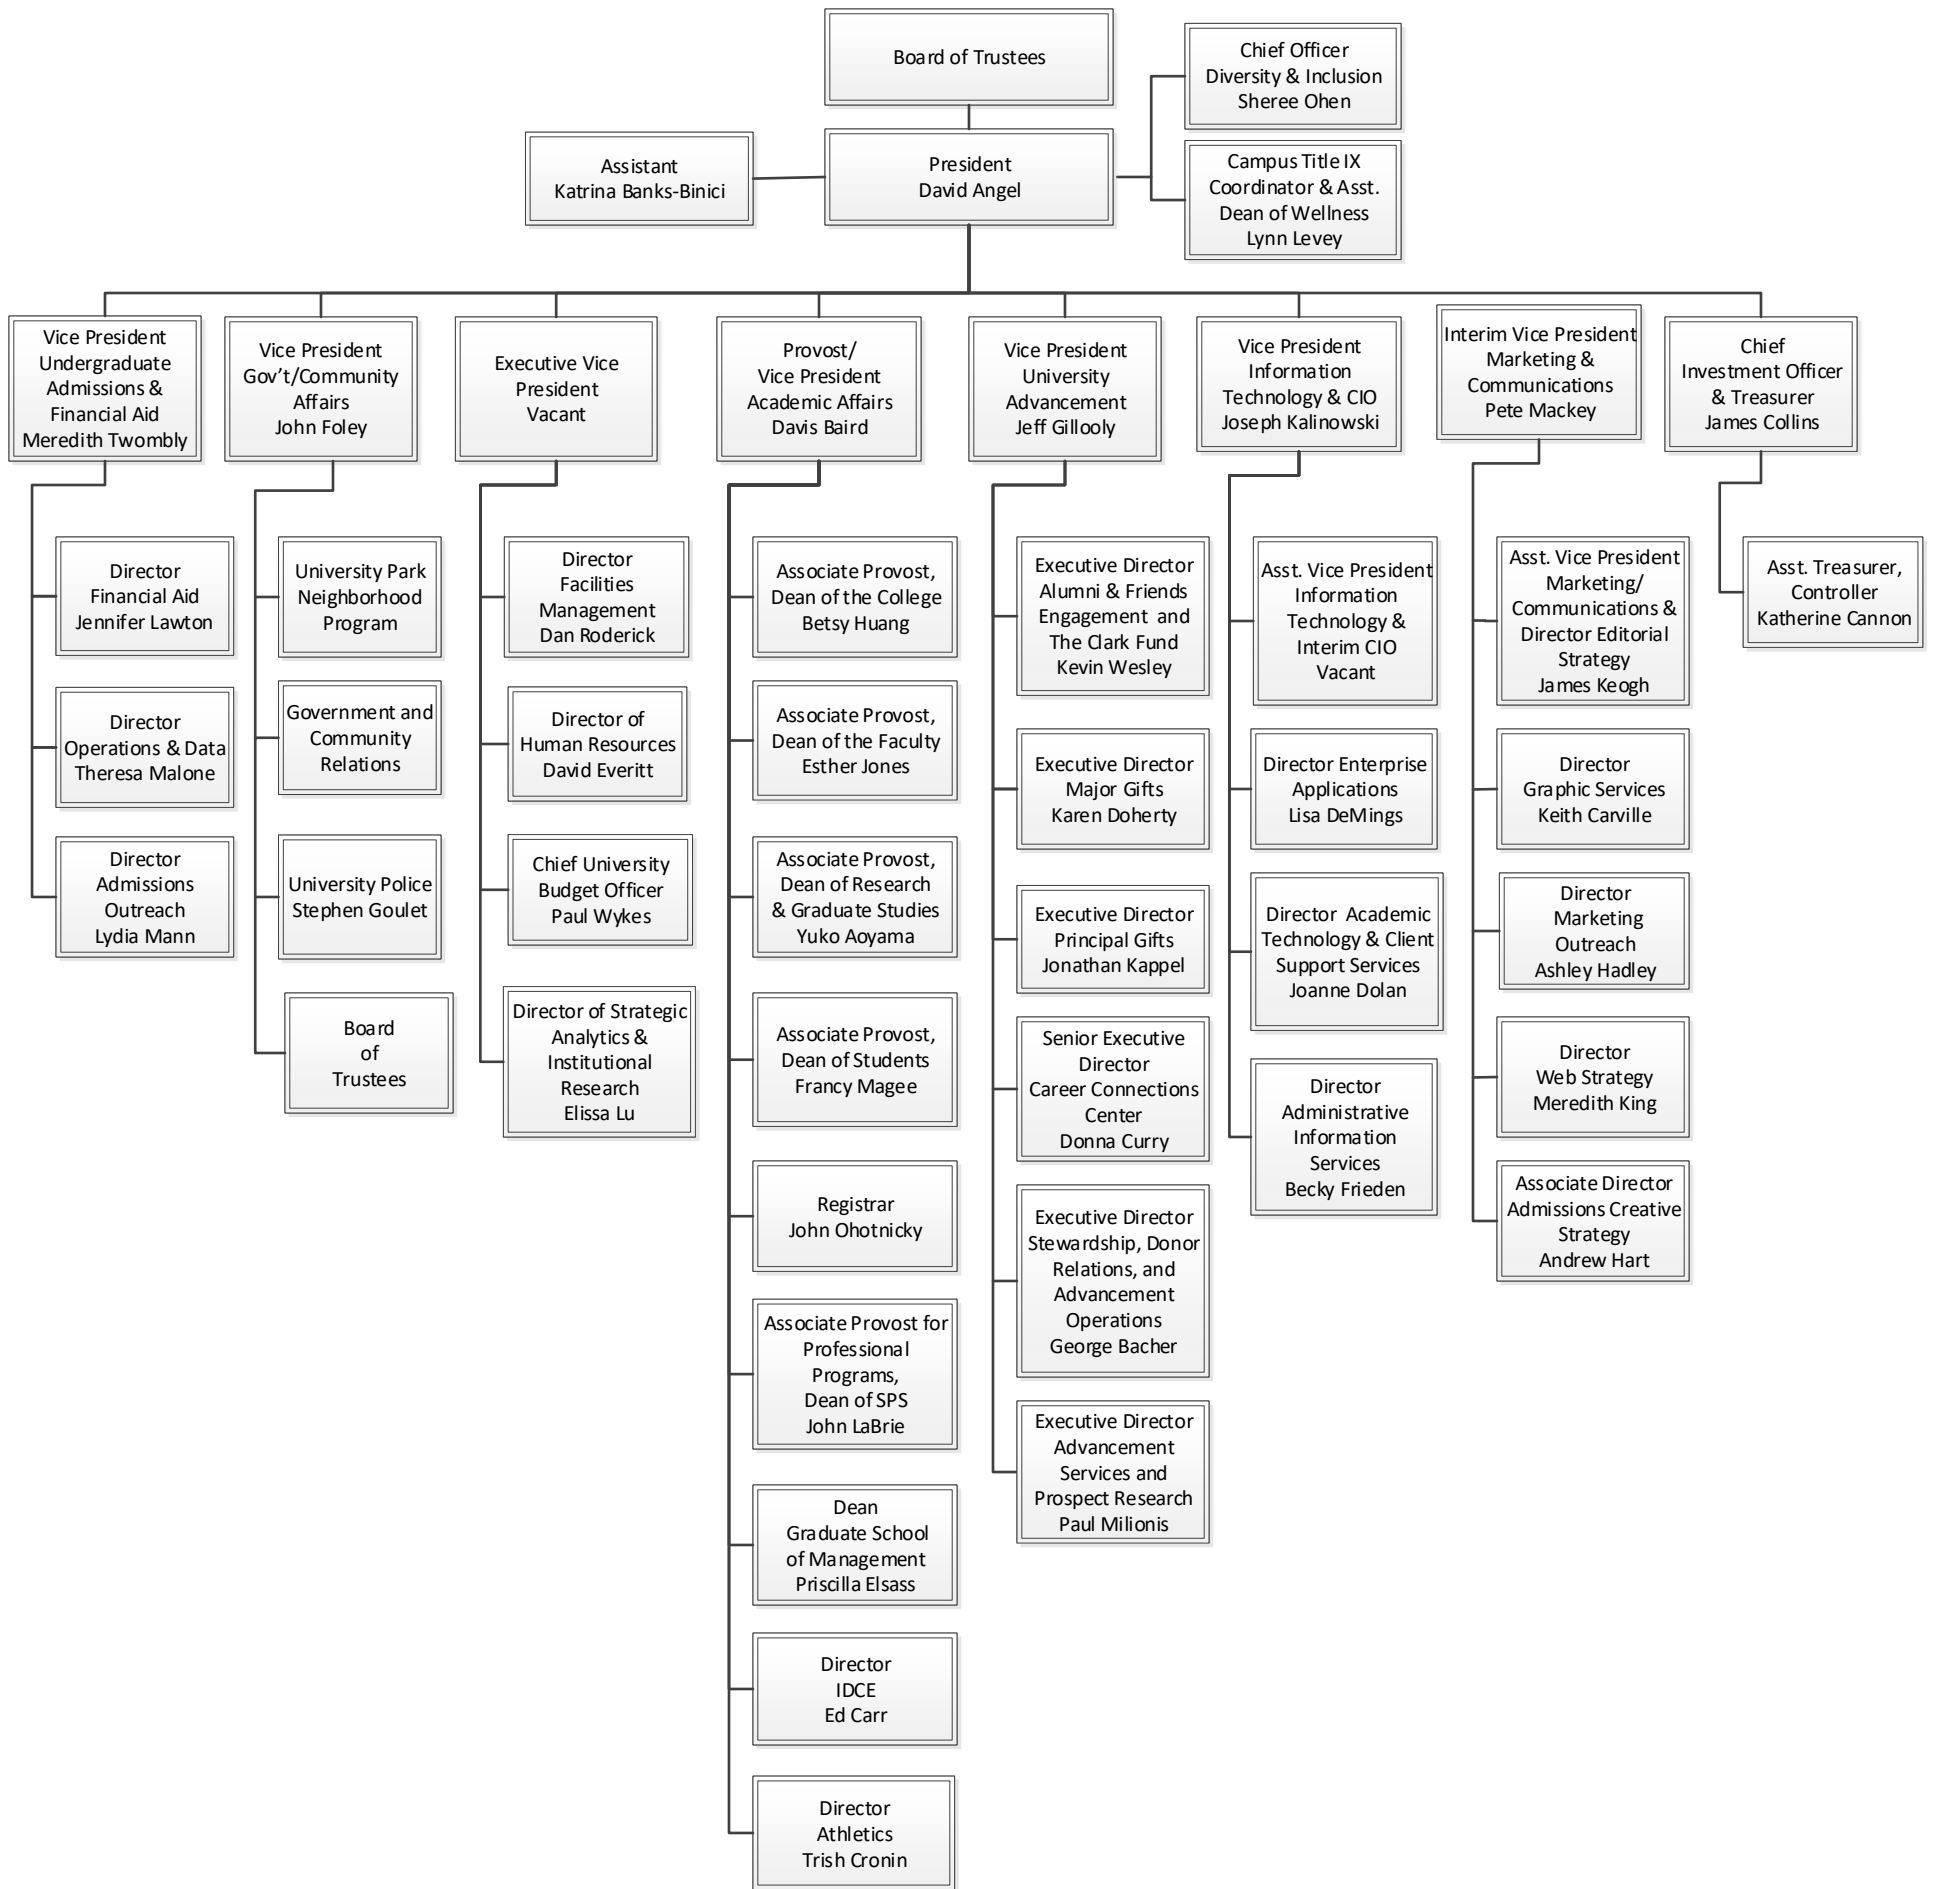 Board of Trustees
Chief Officer
Diversity & Inclusion
Sheree Ohen
Assistant
Katrina Banks-Binici
President
David Angel
Campus Title IX
Coordinator & Asst.
Dean of Wellness
Lynn Levey
Vice President
Undergraduate
Admissions &
Financial Aid
Meredith Twombly
Vice President
Gov't/Community
Affairs
John Foley
Executive Vice
President
Vacant
Provost/
Vice President
Academic Affairs
Davis Baird
Vice President
University
Advancement
Jeff Gillooly
Vice President
Information
Technology & CIO
Joseph Kalinowski
Interim Vice President
Marketing &
Communications
Pete Mackey
Chief
Investment Officer
& Treasurer
James Collins
Director
Financial Aid
Jennifer Lawton
Director
Operations & Data
Theresa Malone
Director
Admissions
Outreach
Lydia Mann
University Park
Neighborhood
Program
Government and
Community
Relations
University Police
Stephen Goulet
Board
of
Trustees
Director
Facilities
Management
Dan Roderick
Director of
Human Resources
David Everitt
Chief University
Budget Officer
Paul Wykes
Director of Strategic
Analytics &
Institutional
Research
Elissa Lu
Associate Provost,
Dean of the College
Betsy Huang
Associate Provost,
Dean of the Faculty
Esther Jones
Associate Provost,
Dean of Research
& Graduate Studies
Yuko Aoyama
Associate Provost,
Dean of Students
Francy Magee
Registrar
John Ohotnicky
Associate Provost for
Professional
Programs,
Dean of SPS
John LaBrie
Dean
Graduate School
of Management
Priscilla Elsass
Director
IDCE
Ed Carr
Director
Athletics
Trish Cronin
Executive Director
Alumni & Friends
Engagement and
The Clark Fund
Kevin Wesley
Executive Director
Major Gifts
Karen Doherty
Executive Director
Principal Gifts
Jonathan Kappel
Senior Executive
Director
Career Connections
Center
Donna Curry
Executive Director
Stewardship, Donor
Relations, and
Advancement
Operations
George Bacher
Executive Director
Advancement
Services and
Prospect Research
Paul Milionis
Asst. Vice President
Information
Technology &
Interim CIO
Vacant
Director Enterprise
Applications
Lisa DeMings
Director Academic
Technology & Client
Support Services
Joanne Dolan
Director
Administrative
Information
Services
Becky Frieden
Asst. Vice President
Marketing/
Communications &
Director Editorial
Strategy
James Keogh
Director
Graphic Services
Keith Carville
Director
Marketing
Outreach
Ashley Hadley
Director
Web Strategy
Meredith King
Associate Director
Admissions Creative
Strategy
Andrew Hart
Asst. Treasurer,
Controller
Katherine Cannon